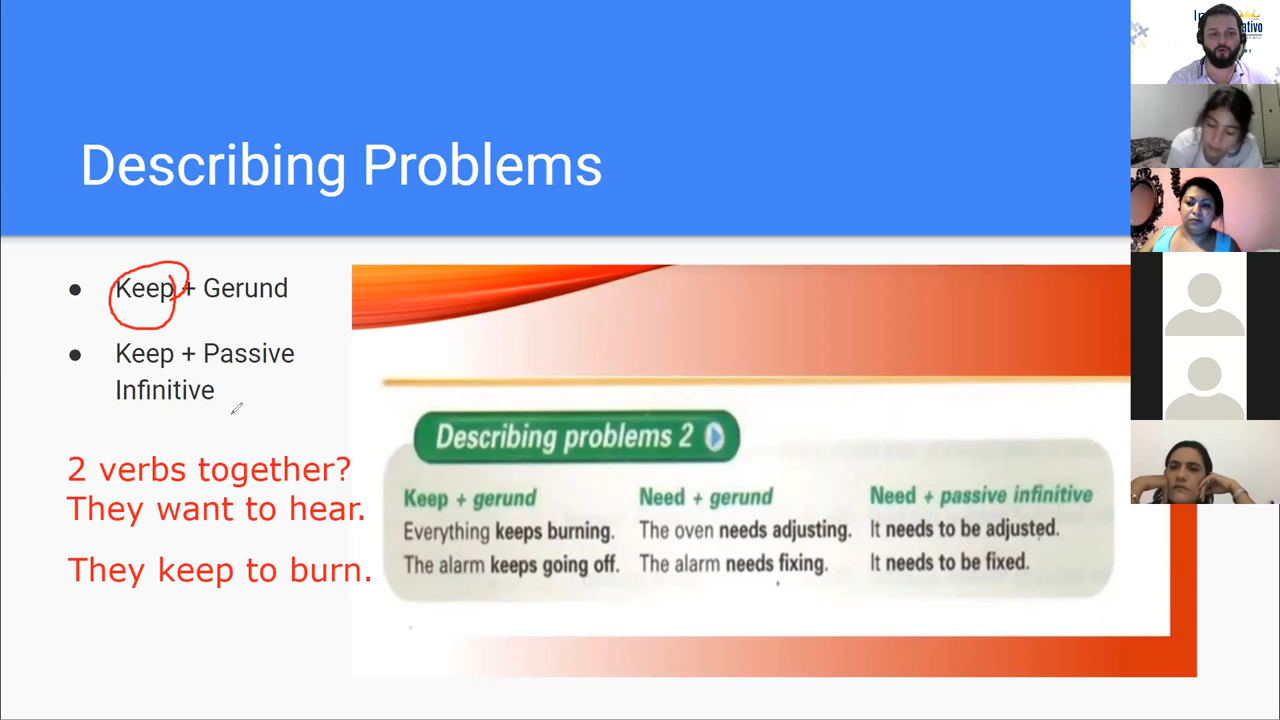 Describing Problems
Keep + Gerund
Keep + Passive
Infinitive
2 verbs together?
They want to hear.
They keep to burn.
Describing problems 2
Keep + gerund
Everything keeps burning.
The alarm keeps going off.
Need + gerund
The oven needs adjusting.
The alarm needs fixing.
Need + passive infinitive
It needs to be adjusted.
It needs to be fixed.